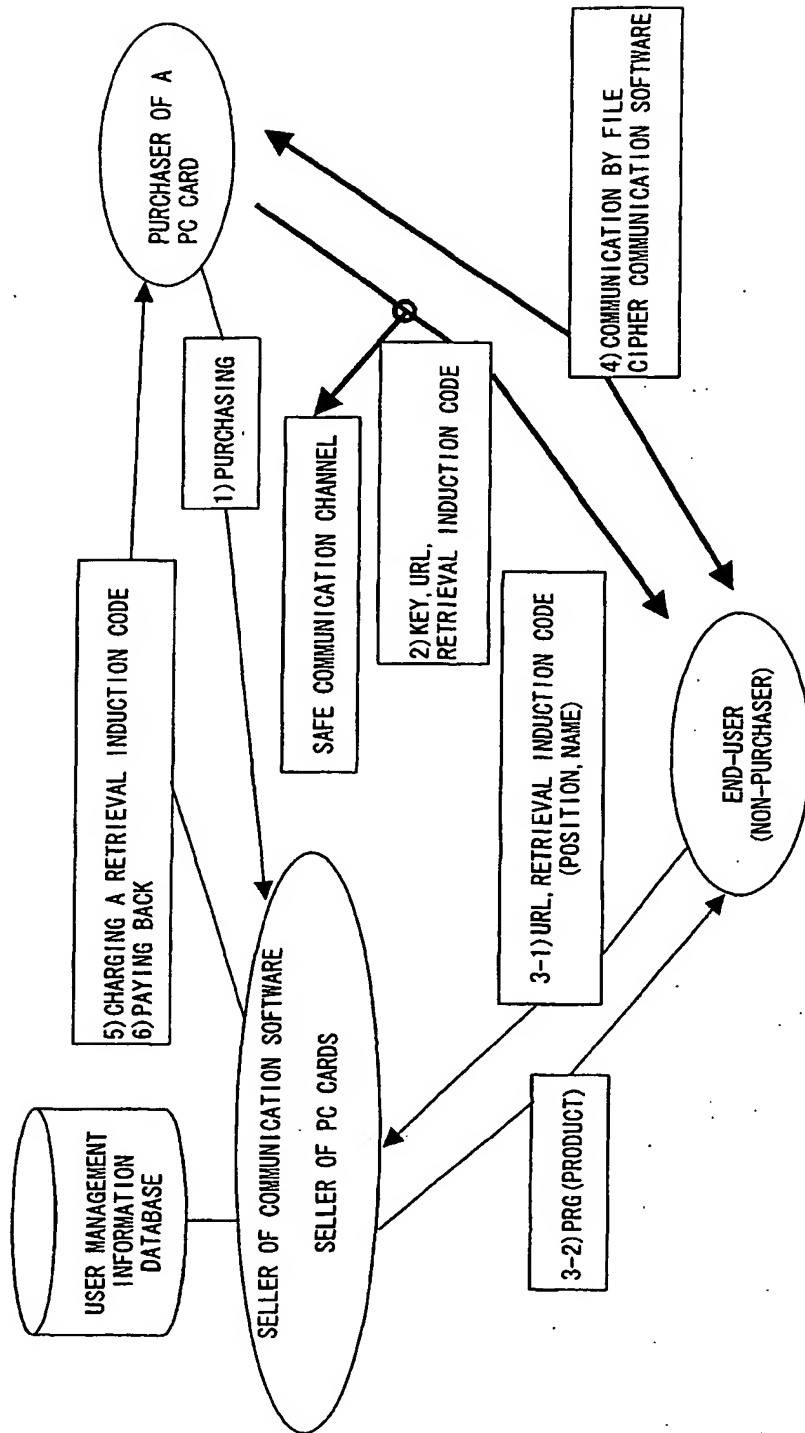 USER MANAGEMENT
INFORMATION
DATABASE
5)CHARGING A RETRIEVAL INDUCTION CODE
6)PAYING BACK
PURCHASER OF A
PC CARD
1)PURCHASING
SELLER OF COMMUNICATION SOFTWARE
SELLER OF PC CARDS
SAFE COMMUNICATION CHANNEL
2)KEY,URL,
RETRIEVAL INDUCTION CODE
3-1)URL,RETRIEVAL INDUCTION CODE
(POSITION,NAME)
4)COMMUNICATION BY FILE
CIPHER COMMUNICATION SOFTWARE
3-2)PRG(PRODUCT)
END-USER
(NON-PURCHASER)